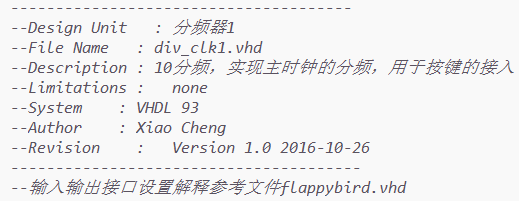 --------------------------------------
--Design Unit   : 分频器1
--File Name   : div_clk1.vhd
--Description : 10分频，实现主时钟的分频，用于按键的接入
--Limitations :   none
--System    : VHDL 93
--Author    : Xiao Cheng
--Revision    :   Version 1.0 2016-10-26
---------------------------------------
--输入输出接口设置解释参考文件flappybird.vhd